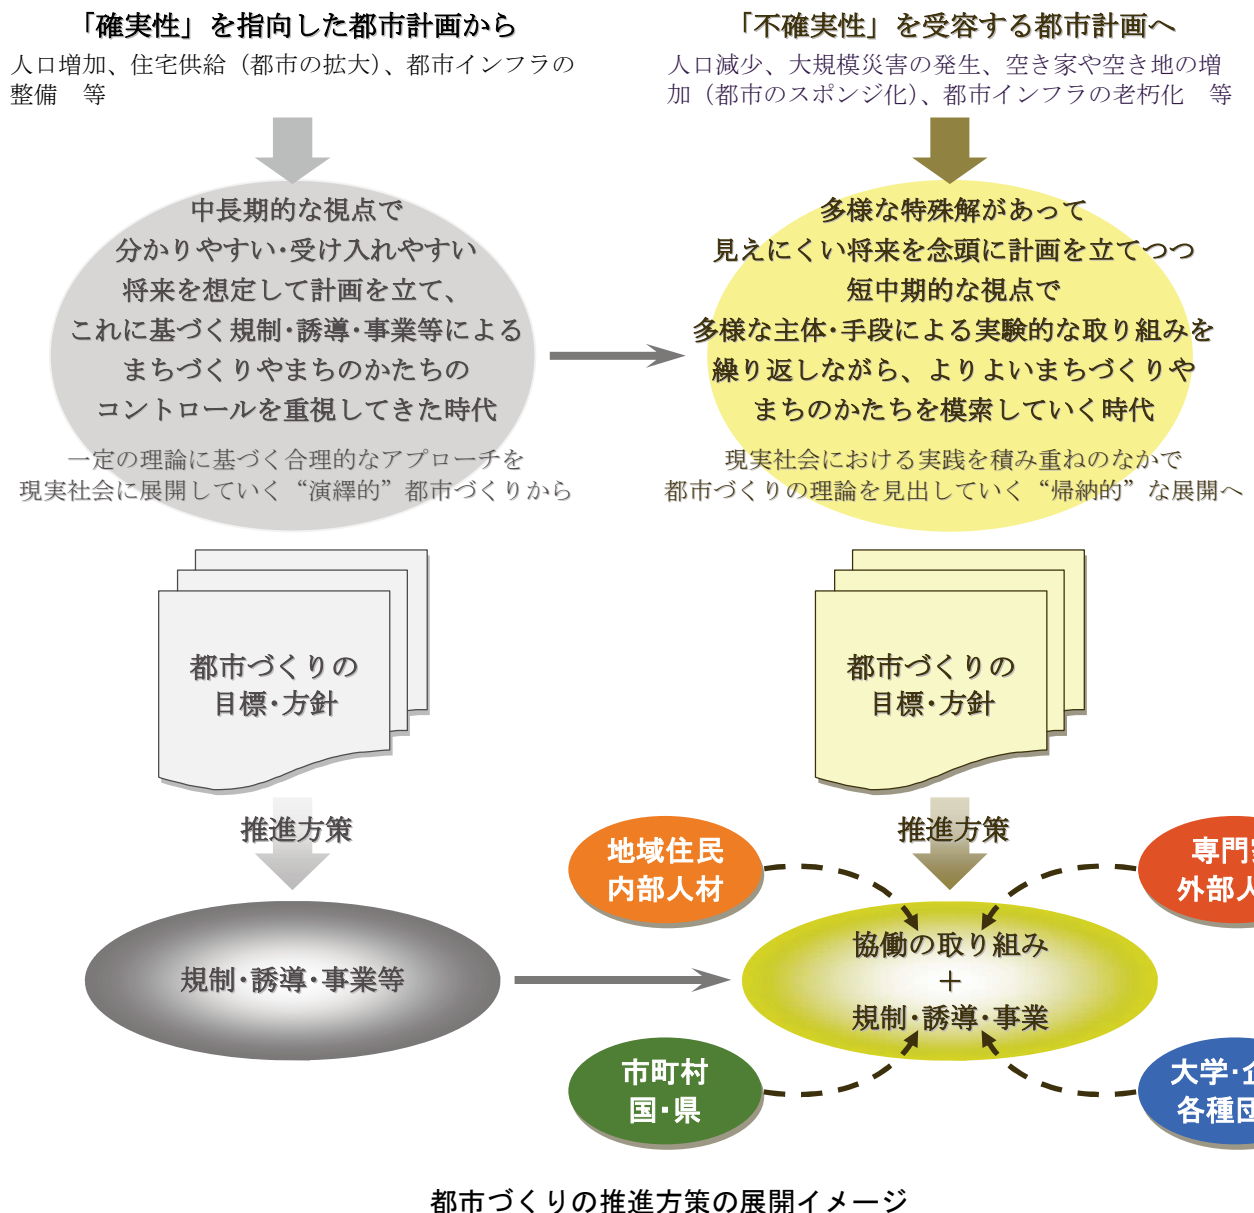 「確実性」を指向した都市計画から
人口増加、住宅供給（都市の拡大）、都市インフラの
整備　等
中長期的な視点で
分かりやすい・受け入れやすい
将来を想定して計画を立て、
これに基づく規制・誘導・事業等による
まちづくりやまちのかたちの
コントロールを重視してきた時代
一定の理論に基づく合理的なアプローチを
現実社会に展開していく“演繹的”都市づくりから
都市づくりの
目標・方針
推進方策
規制・誘導・事業等
「不確実性」を受容する都市計画へ
人口減少、大規模災害の発生、空き家や空き地の増
加（都市のスポンジ化）、都市インフラの老朽化　等
多様な特殊解があって
見えにくい将来を念頭に計画を立てつつ
短中期的な視点で
多様な主体・手段による実験的な取り組みを
繰り返しながら、よりよいまちづくりや
まちのかたちを模索していく時代
現実社会における実践を積み重ねのなかで
都市づくりの理論を見出していく“帰納的”な展開へ
都市づくりの
目標・方針
推進方策
地域住民
内部人材
専門
外部人
協働の取り組み
＋
規制・誘導・事業
市町村
国・県
大学・企
各種団
都市づくりの推進方策の展開イメージ